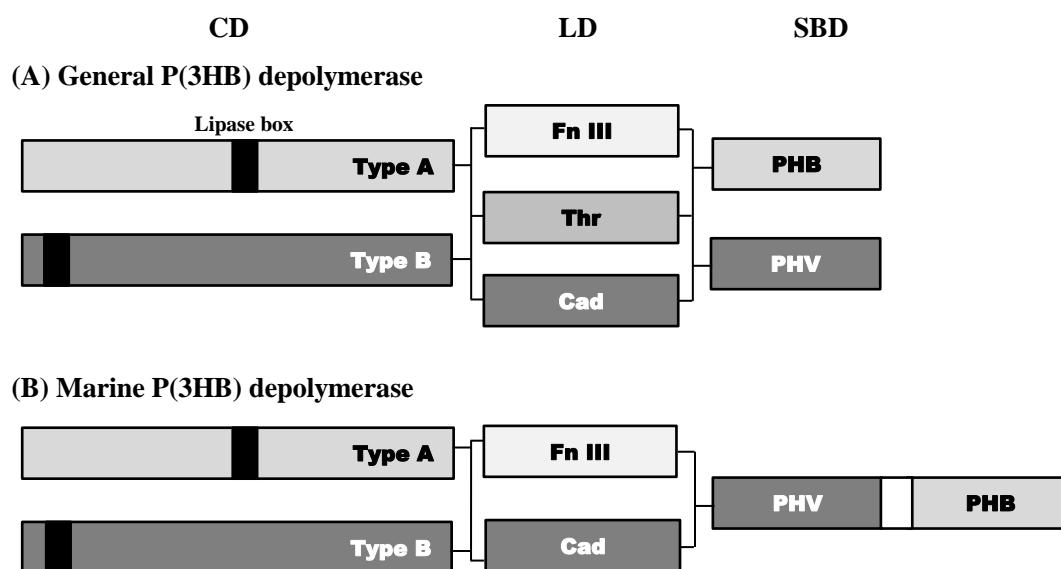 CD LD SBD
(A) General P(3HB) depolymerase
Lipase box
Fn III
Type A
PHB
Thr
Type B
PHV
Cad
(B) Marine P(3HB) depolymerase
Type A
Fn III
PHV PHB
Type B
Cad